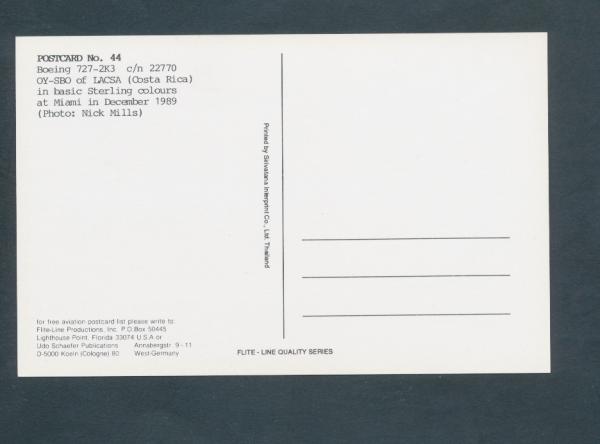 POSTCARD No. 44
Boeing 727-2K3 c/n 22770
OY-SBO of LACSA (Costa Rica)
in basic Sterling colours
at Miami in December 1989
(Photo: Nick Mills)
Printed by Sirivatana Interprint Co., Ltd. Thailand
for free aviation postcard list please write to:
Flite-Line Productions, Inc. P.O.Box 50445
Lighthouse Point, Florida 33074 U.S.A or
Udo Schaefer Publications Annabergstr. 9-11
D-5000 Koeln (Cologne) 80 West-Germany
FLITE-LINE QUALITY SERIES